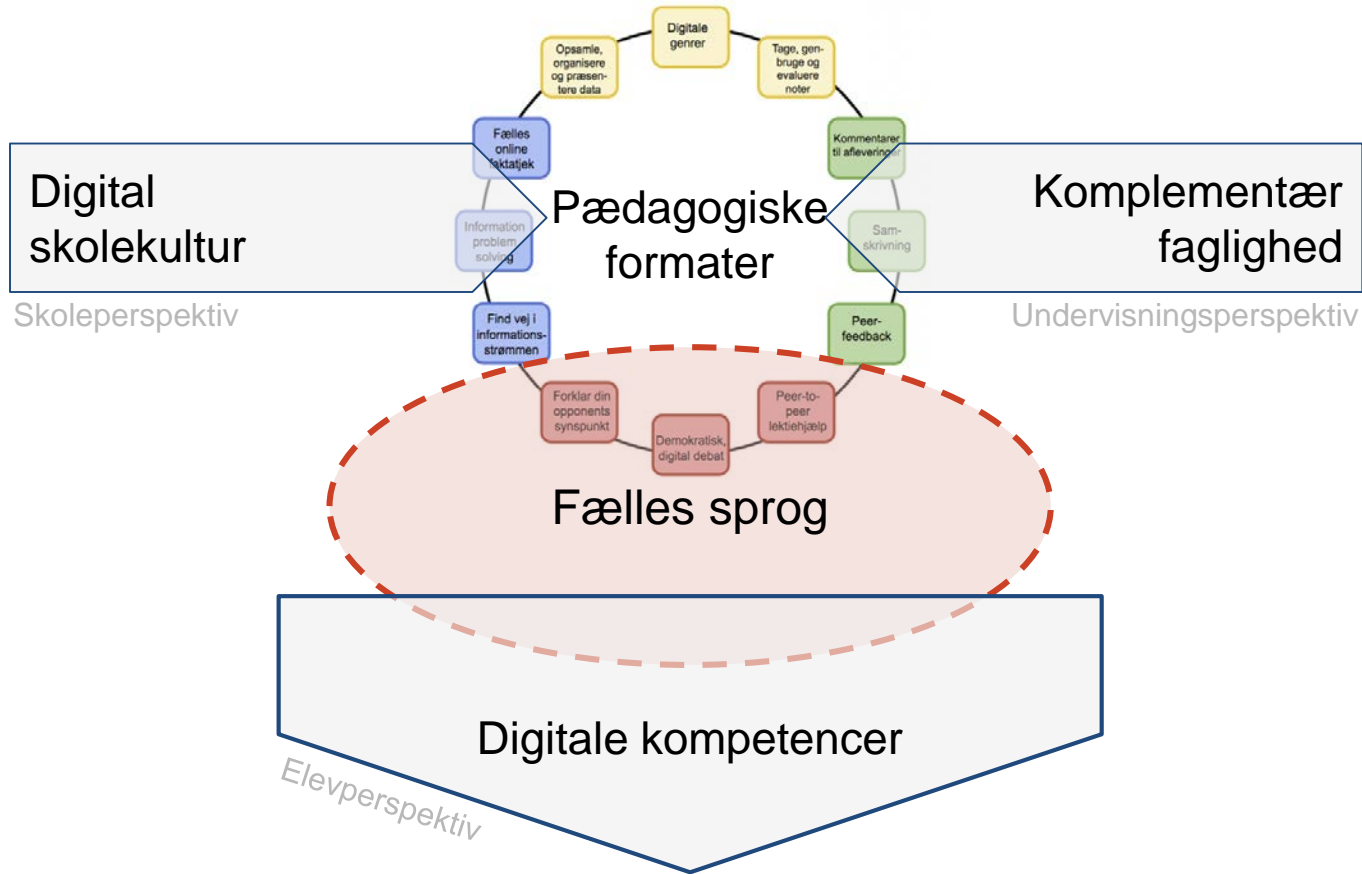 Digitale
genrer
Opsamle,
organisere
og præsen-
tere data
Tage, gen-
bruge og
evaluere
noter
Fælles
online
faktatjek
Kommentarer
til afleveringer
Digital
skolekultur
Pædagogiske
formater
Komplementær
faglighed
Information
problem
solving
Sam-
skrivning
Skoleperspektiv
Undervisningsperspektiv
Find vej i
informations-
strømmen
Peer-
feedback
Forklar din
opponents
synspunkt
Peer-to-
peer
lektiehjælp
Demokratisk,
digital debat
Fælles sprog
Digitale kompetencer
Elevperspektiv